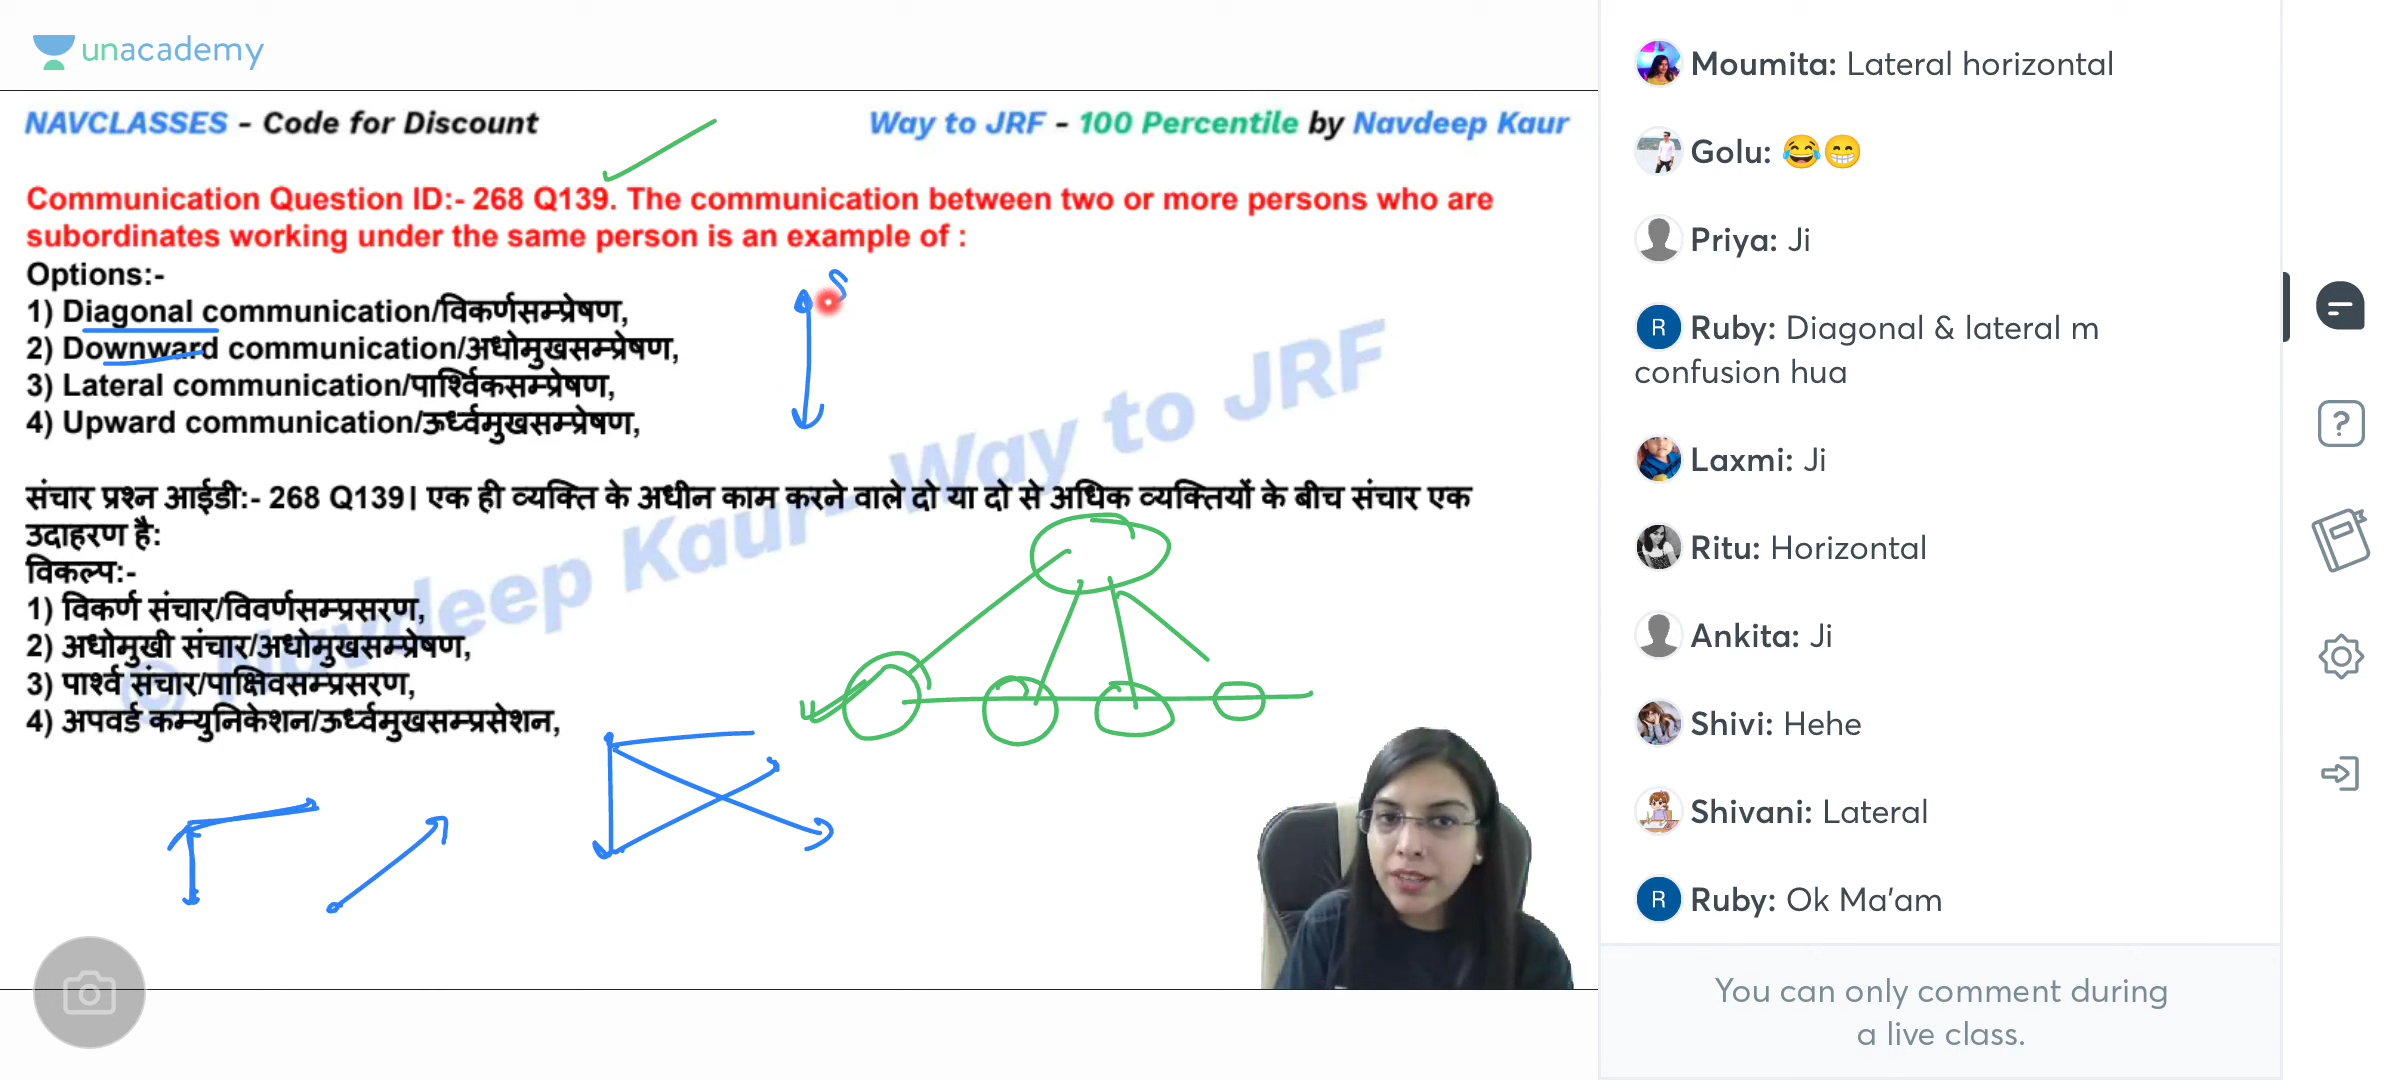 unacademy
NAVCLASSES - Code for Discount
Way to JRF - 100 Percentile by Navdeep Kaur
Communication Question ID:- 268 Q139. The communication between two or more persons who are
subordinates working under the same person is an example of :
Options:-
1) Diagonal communication/विकर्णसम्प्रेषण,
2) Downward communication/अधोमुखसम्प्रेषण,
3) Lateral communication/पार्श्विकसम्प्रेषण,
4) Upward communication/ऊर्ध्वमुखसम्प्रेषण,
S
संचार प्रश्न आईडी:- 268 Q139। एक ही व्यक्ति के अधीन काम करने वाले दो या दो से अधिक व्यक्तियों के बीच संचार एक
उदाहरण है:
विकल्प:-
1) विकर्ण संचार/विवर्णसम्प्रसरण,
2) अधोमुखी संचार/अधोमुखसम्प्रेषण,
3) पार्श्व संचार/पाक्षिवसम्प्रसरण,
4) अपवर्ड कम्युनिकेशन/ऊर्ध्वमुखसम्प्रसेशन,
© Navdeep Kaur- Way to JRF
Moumita: Lateral horizontal
Golu: 😂😁
Priya: Ji
R Ruby: Diagonal & lateral m
confusion hua
Laxmi: Ji
Ritu: Horizontal
Ankita: Ji
Shivi: Hehe
Shivani: Lateral
R Ruby: Ok Ma'am
You can only comment during
a live class.
?